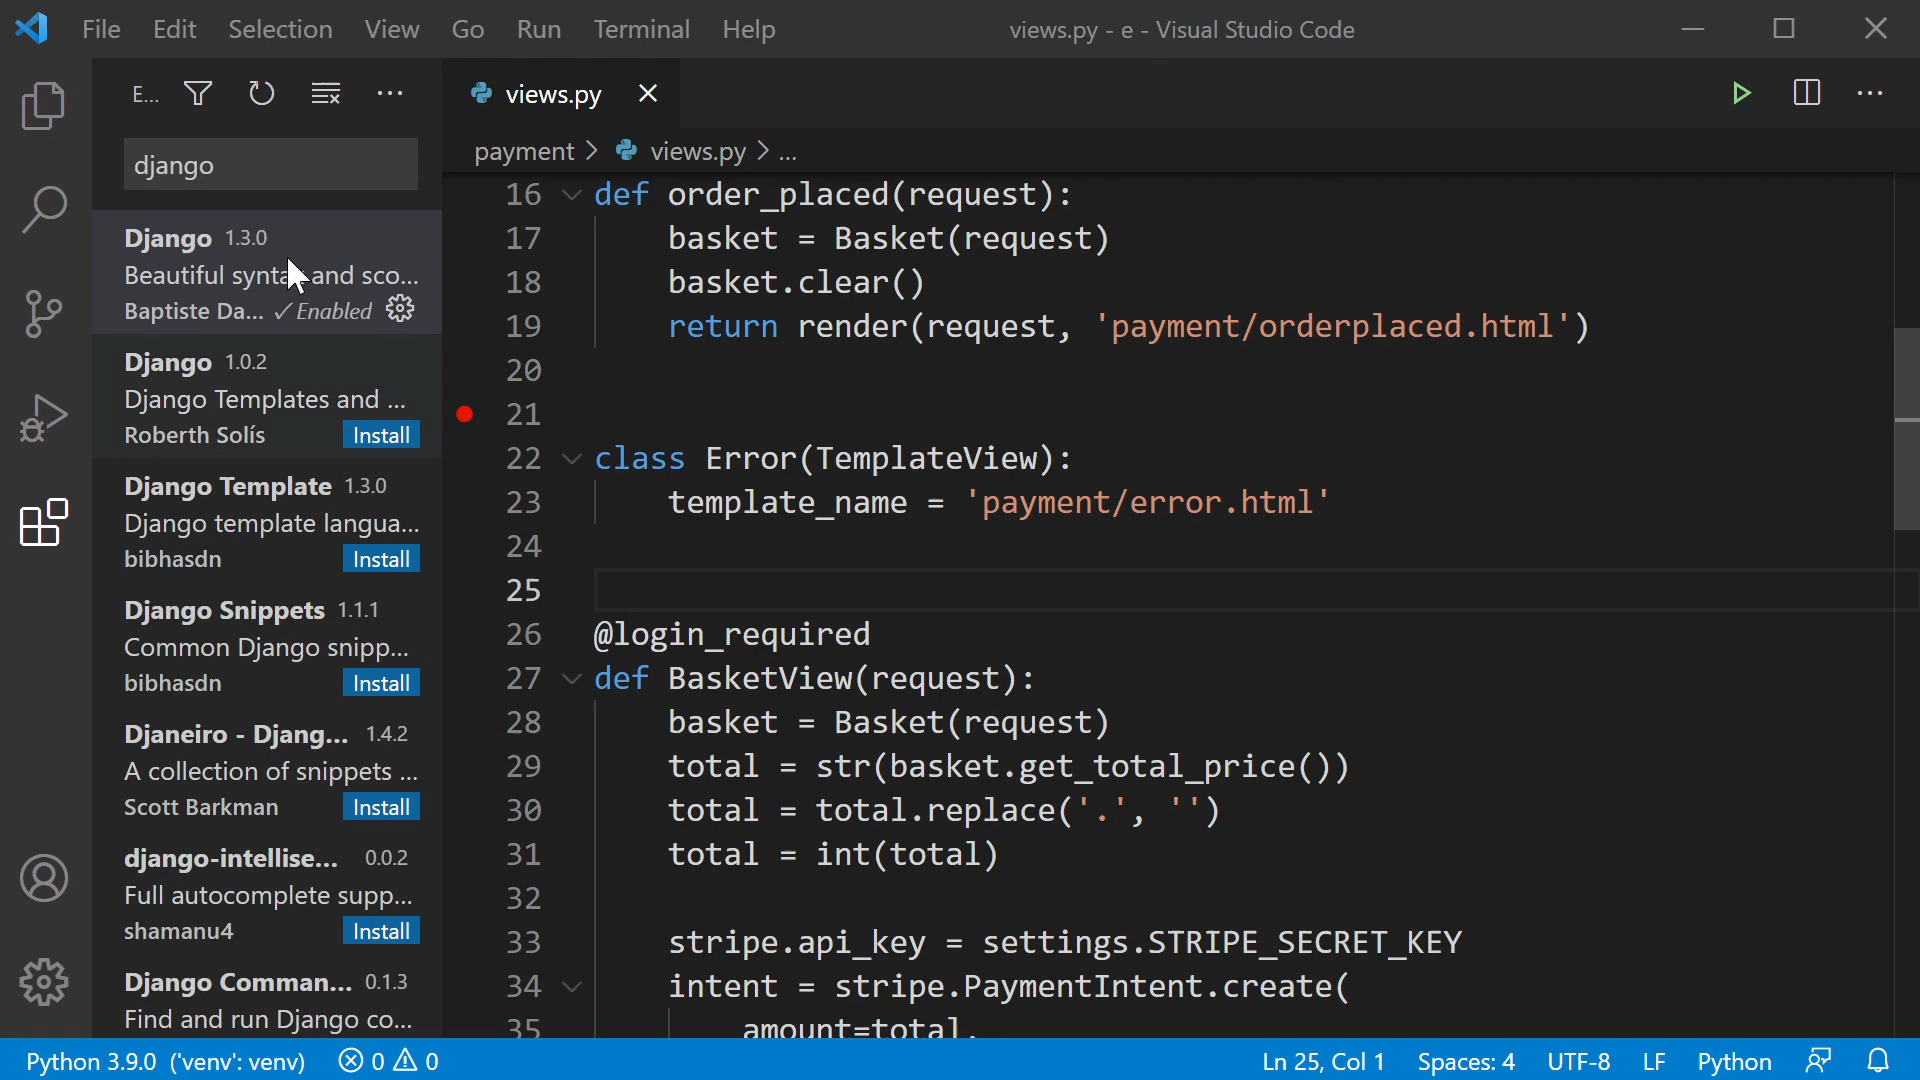 File Edit Selection View Go Run Terminal Help
views.py - e - Visual Studio Code
E...
django
Django 1.3.0
Beautiful syntax and sco...
Baptiste Da... ✓Enabled
Django 1.0.2
Django Templates and ...
Roberth Solís Install
Django Template 1.3.0
Django template langua...
bibhasdn Install
Django Snippets 1.1.1
Common Django snipp...
bibhasdn Install
Djaneiro - Djang... 1.4.2
A collection of snippets ...
Scott Barkman Install
django-intellise... 0.0.2
Full autocomplete supp...
shamanu4 Install
Django Comman... 0.1.3
Find and run Django co...
views.py
payment > views.py > ...
16 def order_placed(request):
17     basket = Basket(request)
18     basket.clear()
19     return render(request, 'payment/orderplaced.html')
20
21
22 class Error(TemplateView):
23     template_name = 'payment/error.html'
24
25
26 @login_required
27 def BasketView(request):
28     basket = Basket(request)
29     total = str(basket.get_total_price())
30     total = total.replace('.', '')
31     total = int(total)
32
33     stripe.api_key = settings.STRIPE_SECRET_KEY
34     intent = stripe.PaymentIntent.create(
35         amount=total,
Python 3.9.0 ('venv': venv) 0 0
Ln 25, Col 1 Spaces: 4 UTF-8 LF Python